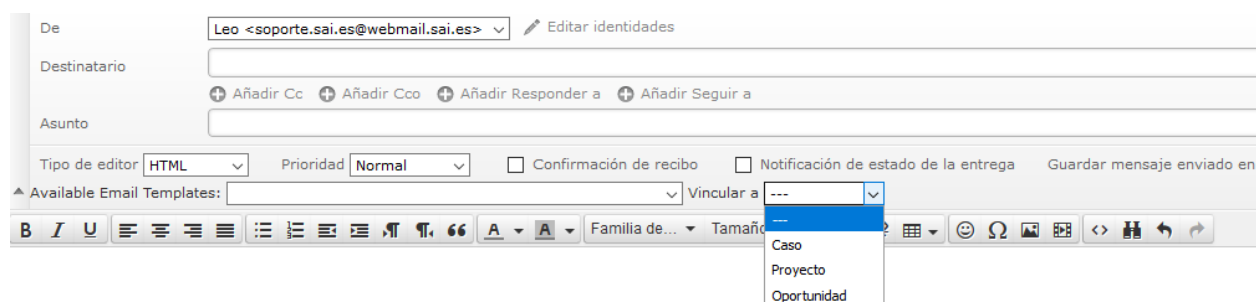 De Leo <soporte.sai.es@webmail.sai.es> Editar identidades
Destinatario
Añadir Cc Añadir Cco Añadir Responder a Añadir Seguir a
Asunto
Tipo de editor HTML Prioridad Normal Confirmación de recibo Notificación de estado de la entrega Guardar mensaje enviado en
Available Email Templates: Vincular a ---
B I U A A Familia de... Tamaño
---
Caso
Proyecto
Oportunidad